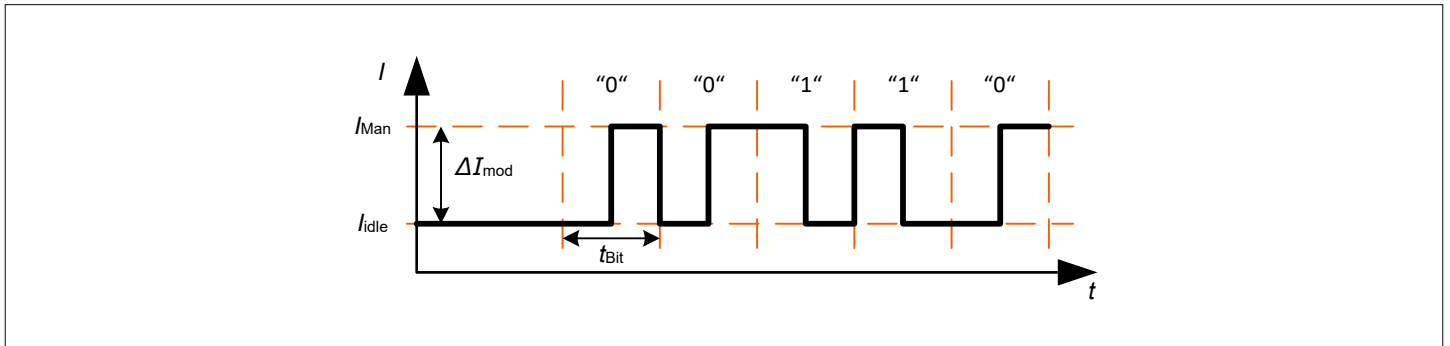 I
“0“ “0“ “1“ “1“ “0“
IMan
ΔImod
Iidle
tBit
t